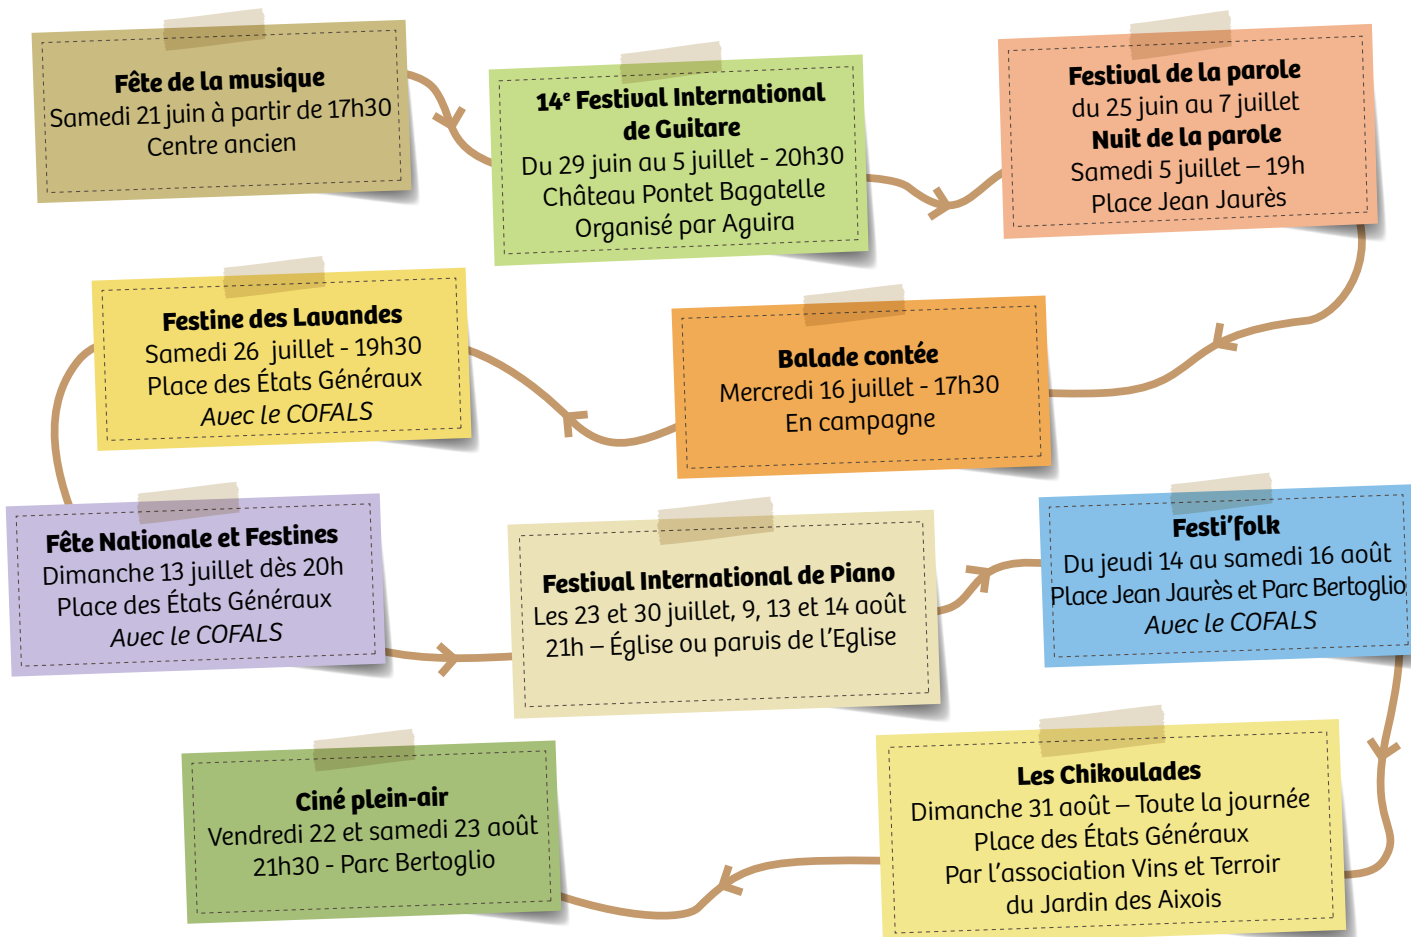 Fête de la musique
Samedi 21 juin à partir de 17h30
Centre ancien
14e Festival International
de Guitare
Du 29 juin au 5 juillet - 20h30
Château Pontet Bagatelle
Organisé par Aguira
Festival de la parole
du 25 juin au 7 juillet
Nuit de la parole
Samedi 5 juillet – 19h
Place Jean Jaurès
Balade contée
Mercredi 16 juillet - 17h30
En campagne
Festine des Lavandes
Samedi 26 juillet - 19h30
Place des États Généraux
Avec le COFALS
Fête Nationale et Festines
Dimanche 13 juillet dès 20h
Place des États Généraux
Avec le COFALS
Festival International de Piano
Les 23 et 30 juillet, 9, 13 et 14 août
21h – Église ou parvis de l'Eglise
Festi'folk
Du jeudi 14 au samedi 16 août
Place Jean Jaurès et Parc Bertoglio
Avec le COFALS
Les Chikoulades
Dimanche 31 août – Toute la journée
Place des États Généraux
Par l'association Vins et Terroir
du Jardin des Aixois
Ciné plein-air
Vendredi 22 et samedi 23 août
21h30 - Parc Bertoglio